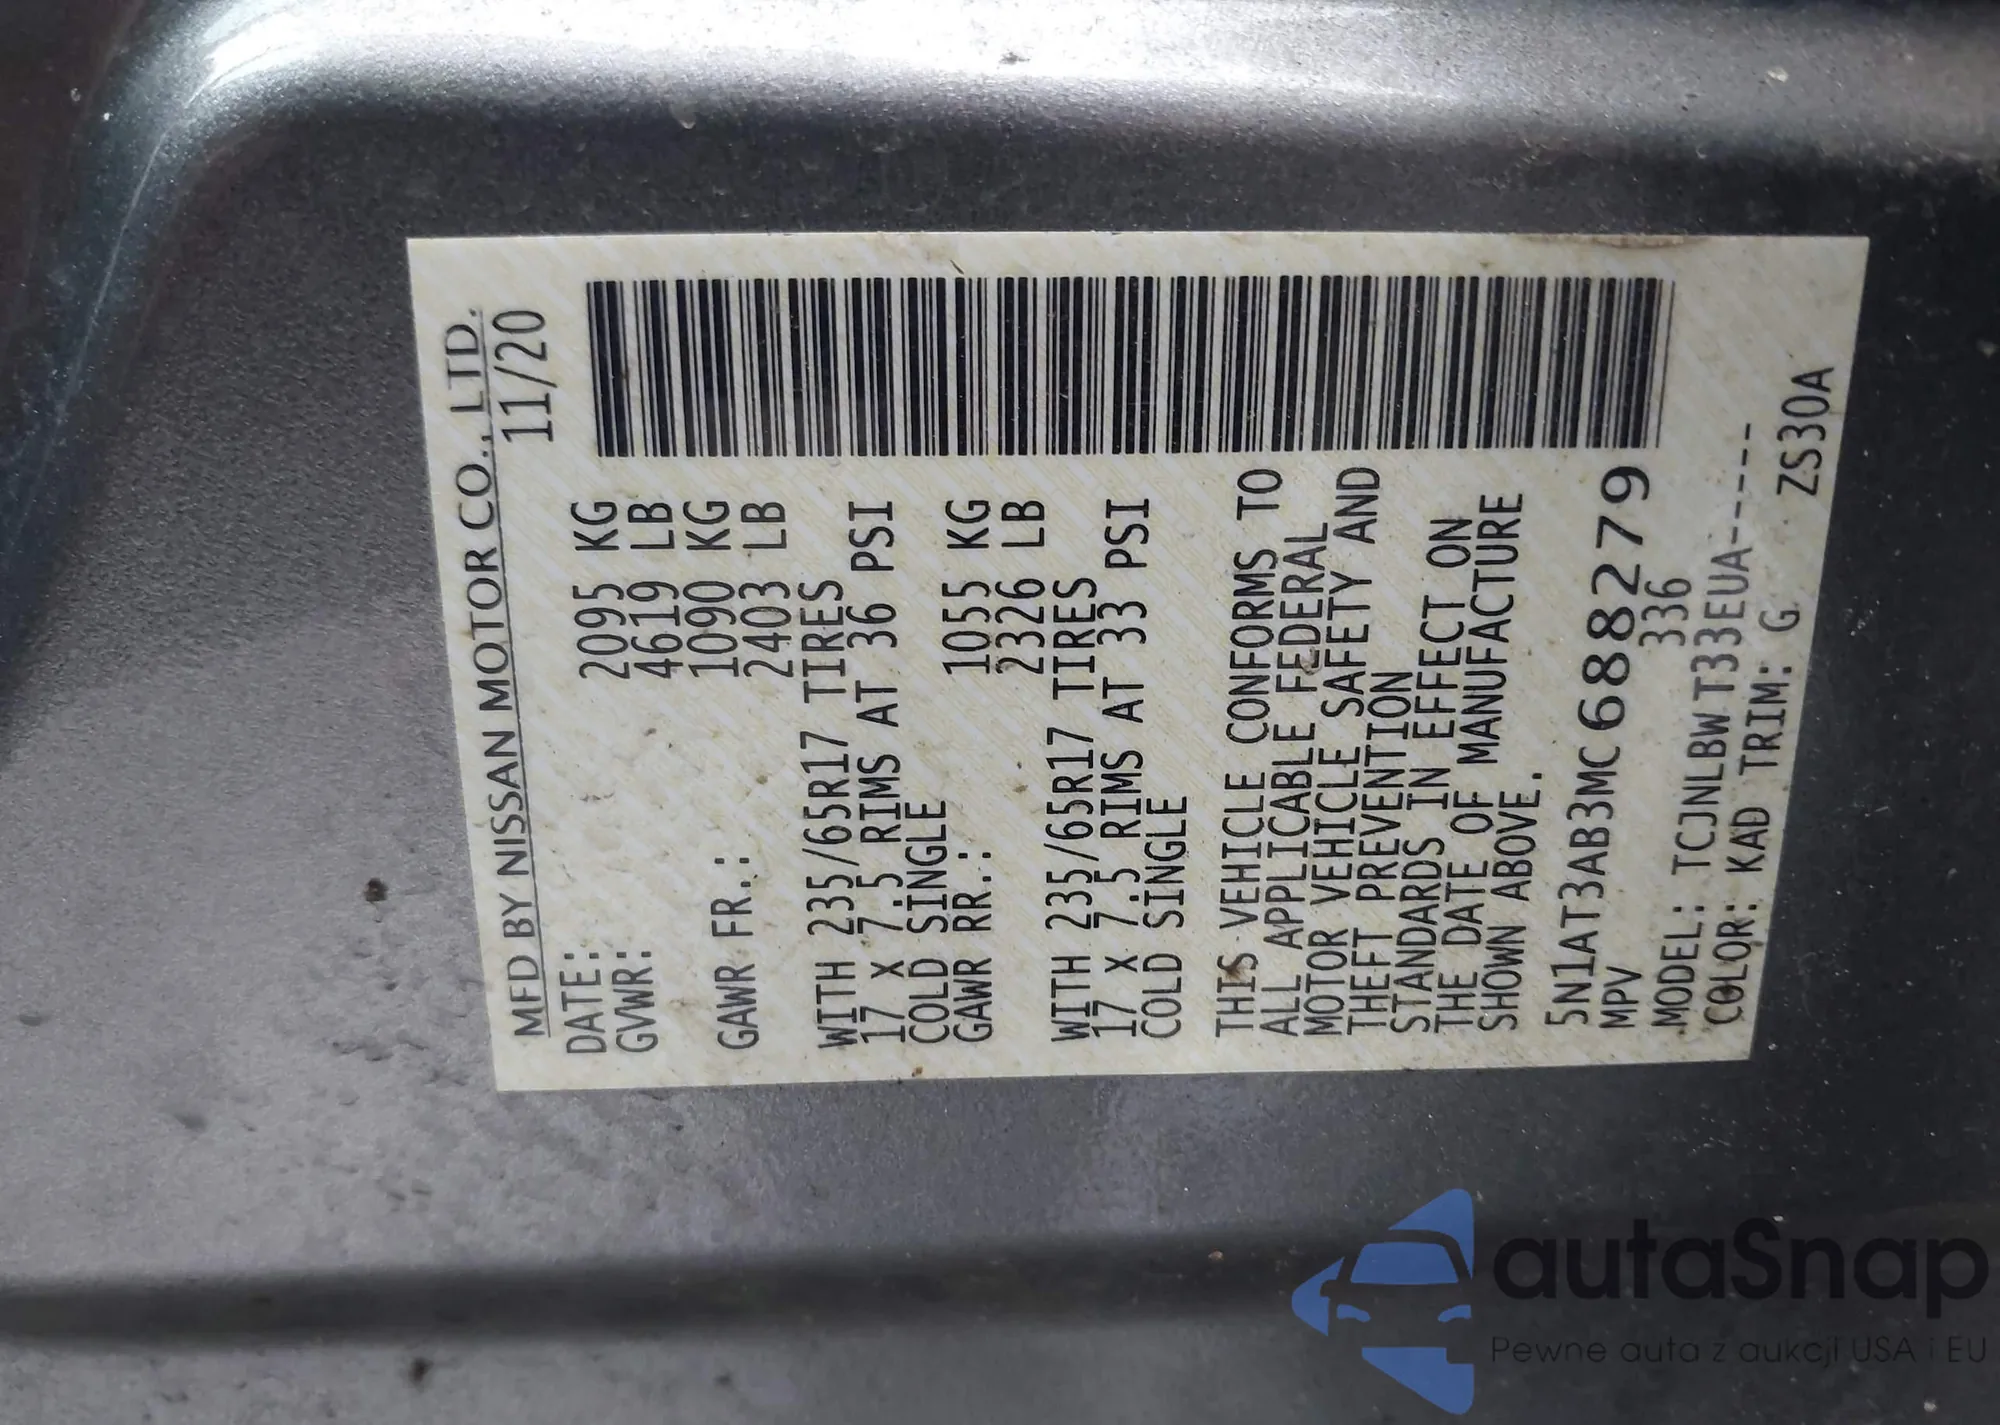 MFD BY NISSAN MOTOR CO., LTD.
DATE: 11/20
GVWR: 2095 KG
4619 LB
GAWR FR.: 1090 KG
2403 LB
WITH 235/65R17 TIRES
17 X 7.5 RIMS AT 36 PSI
COLD SINGLE
GAWR RR.: 1055 KG
2326 LB
WITH 235/65R17 TIRES
17 X 7.5 RIMS AT 33 PSI
COLD SINGLE
THIS VEHICLE CONFORMS TO
ALL APPLICABLE FEDERAL
MOTOR VEHICLE SAFETY AND
THEFT PREVENTION
STANDARDS IN EFFECT ON
THE DATE OF MANUFACTURE
SHOWN ABOVE.
5N1AT3AB3MC688279
MPV 336
MODEL: TCJNLBWT33EUA-----
COLOR: KAD TRIM: G ZS30A
autaSnap
Pewne auta z aukcji USA i EU